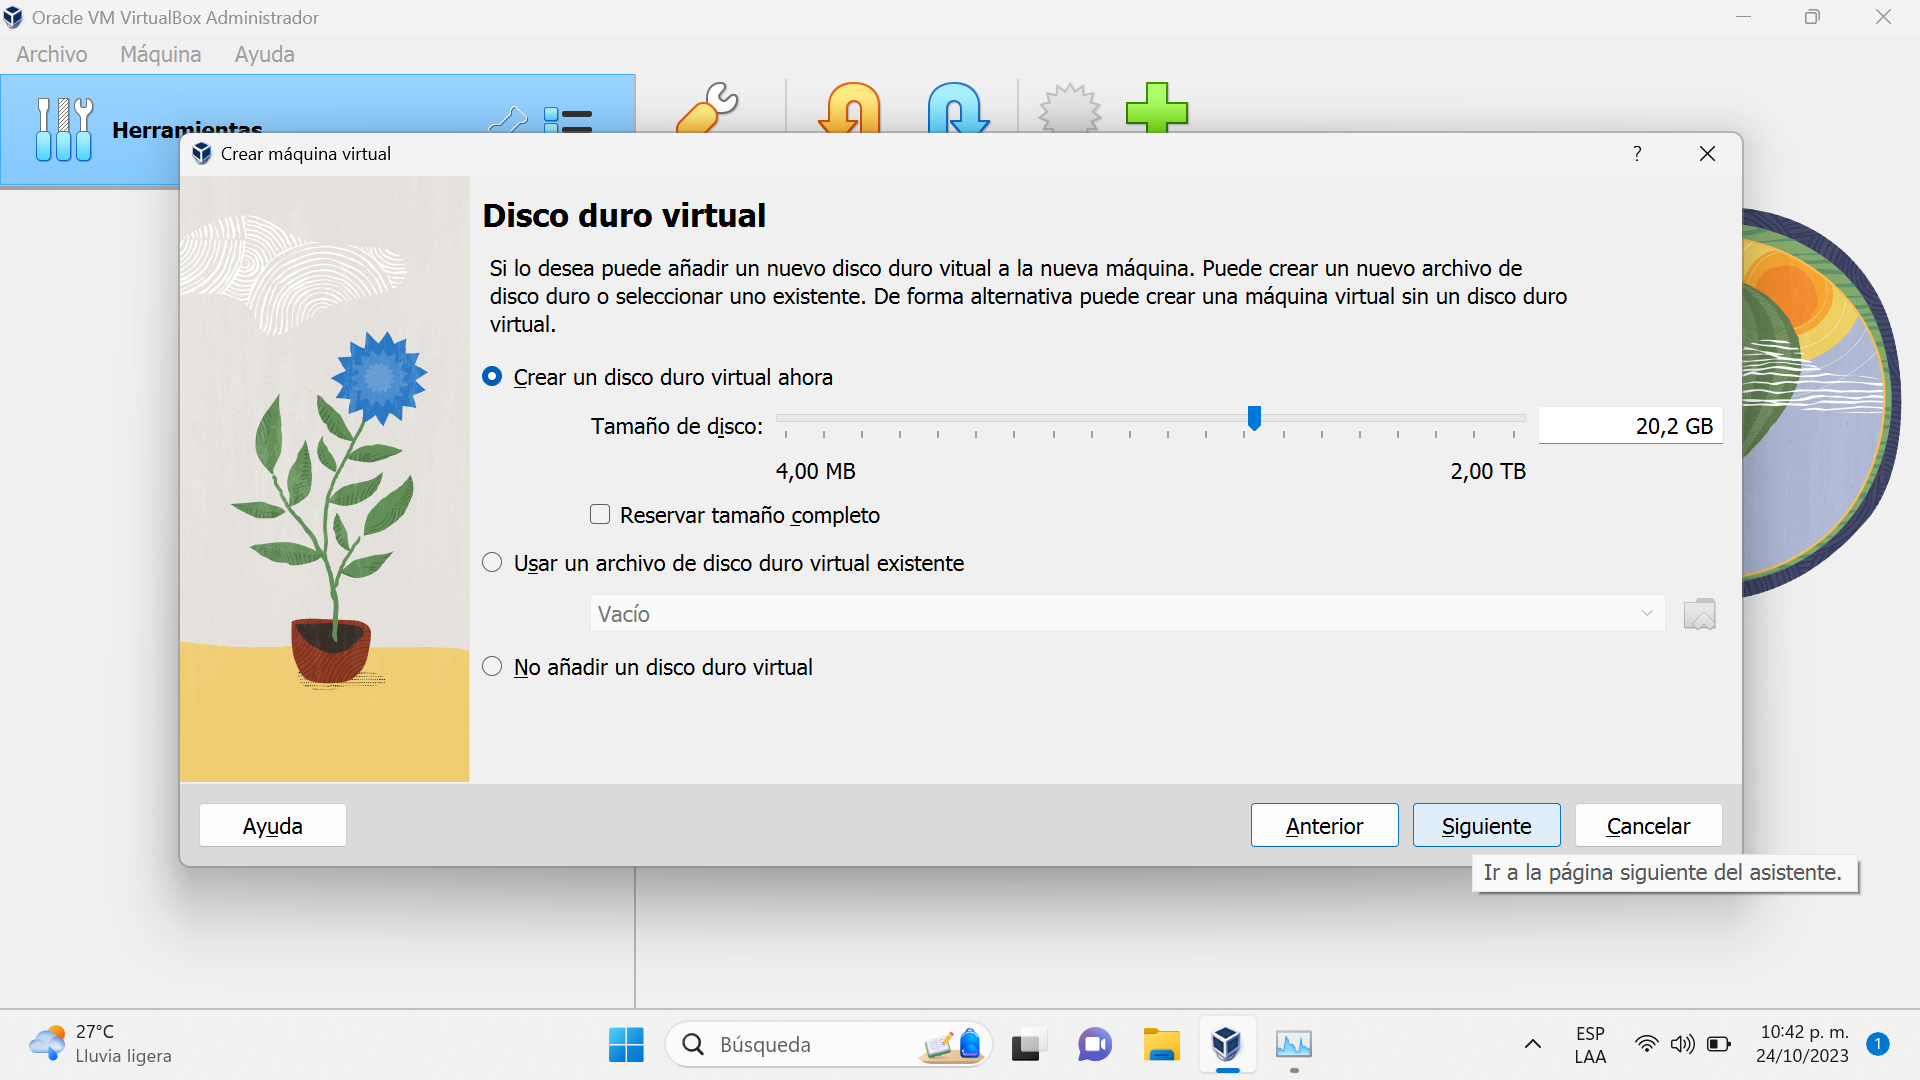 Oracle VM VirtualBox Administrador
Archivo Máquina Ayuda
Herramientas
Crear máquina virtual
?
Disco duro virtual
Si lo desea puede añadir un nuevo disco duro vitual a la nueva máquina. Puede crear un nuevo archivo de
disco duro o seleccionar uno existente. De forma alternativa puede crear una máquina virtual sin un disco duro
virtual.
Crear un disco duro virtual ahora
Tamaño de disco: 20,2 GB
4,00 MB 2,00 TB
Reservar tamaño completo
Usar un archivo de disco duro virtual existente
Vacío
No añadir un disco duro virtual
Ayuda Anterior Siguiente Cancelar
Ir a la página siguiente del asistente.
27°C
Lluvia ligera
Búsqueda
ESP
LAA
10:42 p. m.
24/10/2023
1